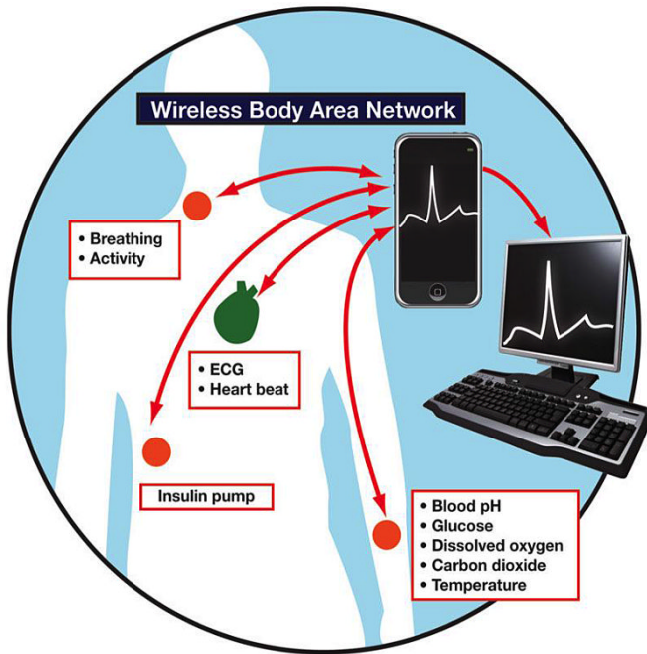 Wireless Body Area Network
• Breathing
• Activity
• ECG
• Heart beat
Insulin pump
• Blood pH
• Glucose
• Dissolved oxygen
• Carbon dioxide
• Temperature